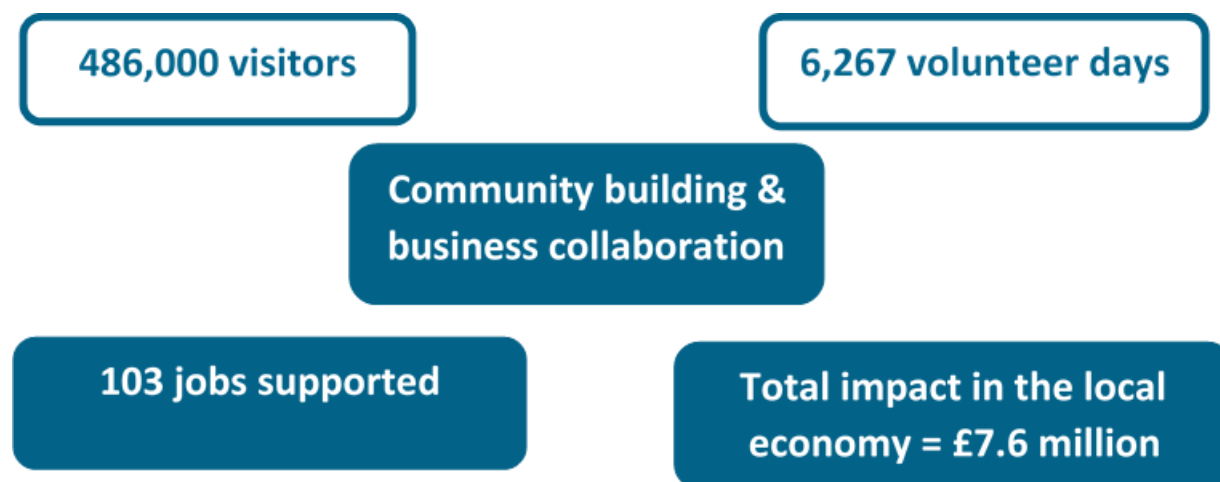 486,000 visitors
6,267 volunteer days
Community building &
business collaboration
103 jobs supported
Total impact in the local
economy = £7.6 million